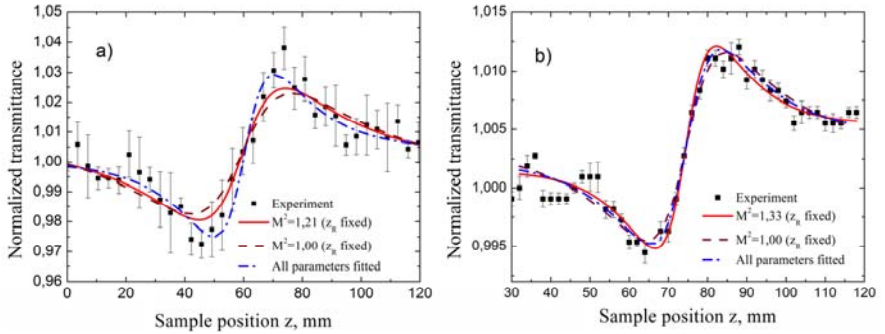 a)
1,05
1,04
1,03
1,02
1,01
1,00
0,99
0,98
0,97
0,96
Normalized transmittance
Experiment
M²=1,21 (z_R fixed)
M²=1,00 (z_R fixed)
All parameters fitted
0 20 40 60 80 100 120
Sample position z, mm
b)
1,015
1,010
1,005
1,000
0,995
Normalized transmittance
Experiment
M²=1,33 (z_R fixed)
M²=1,00 (z_R fixed)
All parameters fitted
30 40 50 60 70 80 90 100 110 120
Sample position z, mm